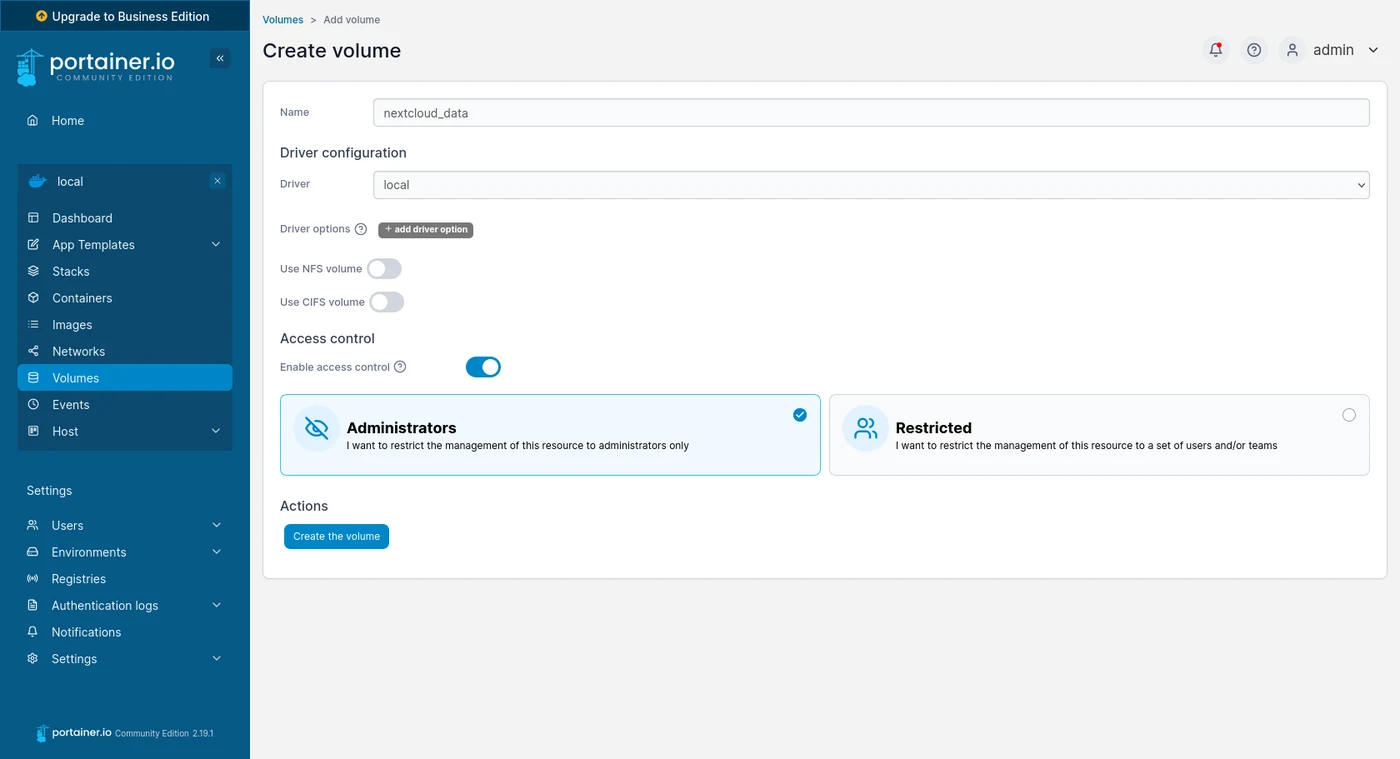 Upgrade to Business Edition
portainer.io
COMMUNITY EDITION
Home
local
Dashboard
App Templates
Stacks
Containers
Images
Networks
Volumes
Events
Host
Settings
Users
Environments
Registries
Authentication logs
Notifications
Settings
portainer.io Community Edition 2.19.1
Volumes > Add volume
Create volume
admin
Name
nextcloud_data
Driver configuration
Driver
local
Driver options
+ add driver option
Use NFS volume
Use CIFS volume
Access control
Enable access control
Administrators
I want to restrict the management of this resource to administrators only
Restricted
I want to restrict the management of this resource to a set of users and/or teams
Actions
Create the volume